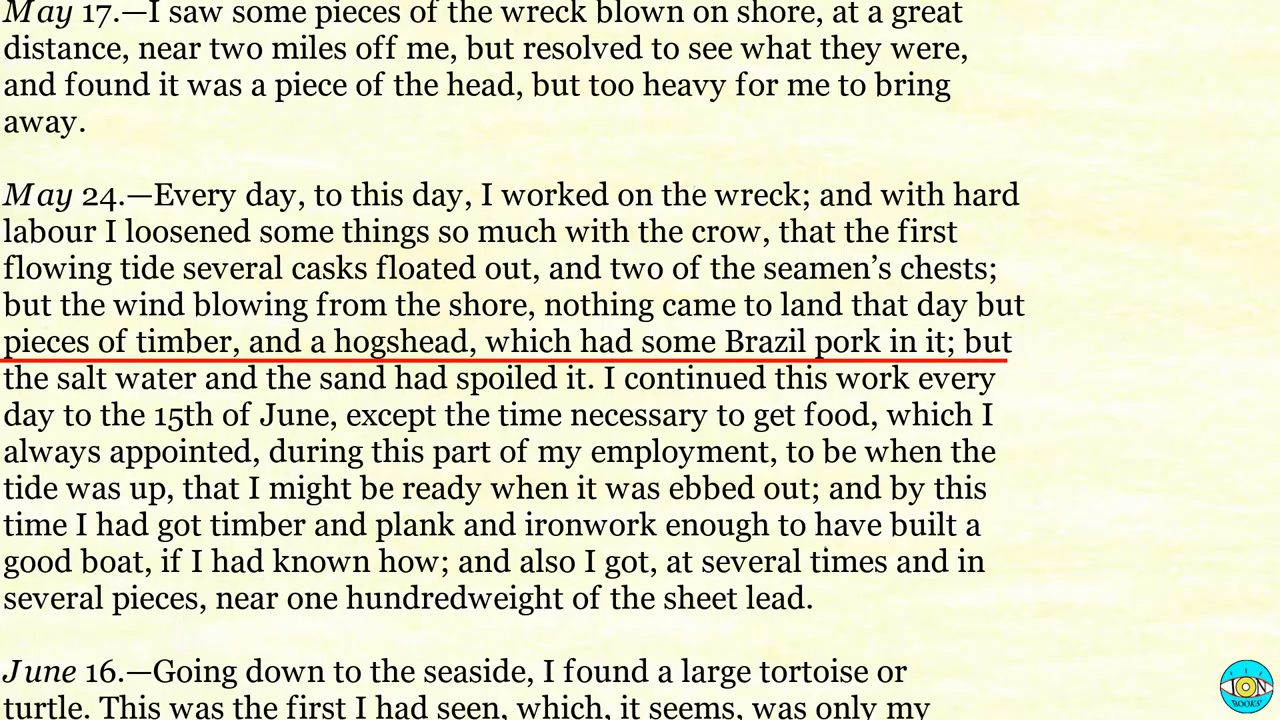 May 17.—I saw some pieces of the wreck blown on shore, at a great
distance, near two miles off me, but resolved to see what they were,
and found it was a piece of the head, but too heavy for me to bring
away.
May 24.—Every day, to this day, I worked on the wreck; and with hard
labour I loosened some things so much with the crow, that the first
flowing tide several casks floated out, and two of the seamen’s chests;
but the wind blowing from the shore, nothing came to land that day but
pieces of timber, and a hogshead, which had some Brazil pork in it; but
the salt water and the sand had spoiled it. I continued this work every
day to the 15th of June, except the time necessary to get food, which I
always appointed, during this part of my employment, to be when the
tide was up, that I might be ready when it was ebbed out; and by this
time I had got timber and plank and ironwork enough to have built a
good boat, if I had known how; and also I got, at several times and in
several pieces, near one hundredweight of the sheet lead.
June 16.—Going down to the seaside, I found a large tortoise or
turtle. This was the first I had seen, which, it seems, was only my
ION
BOOKS